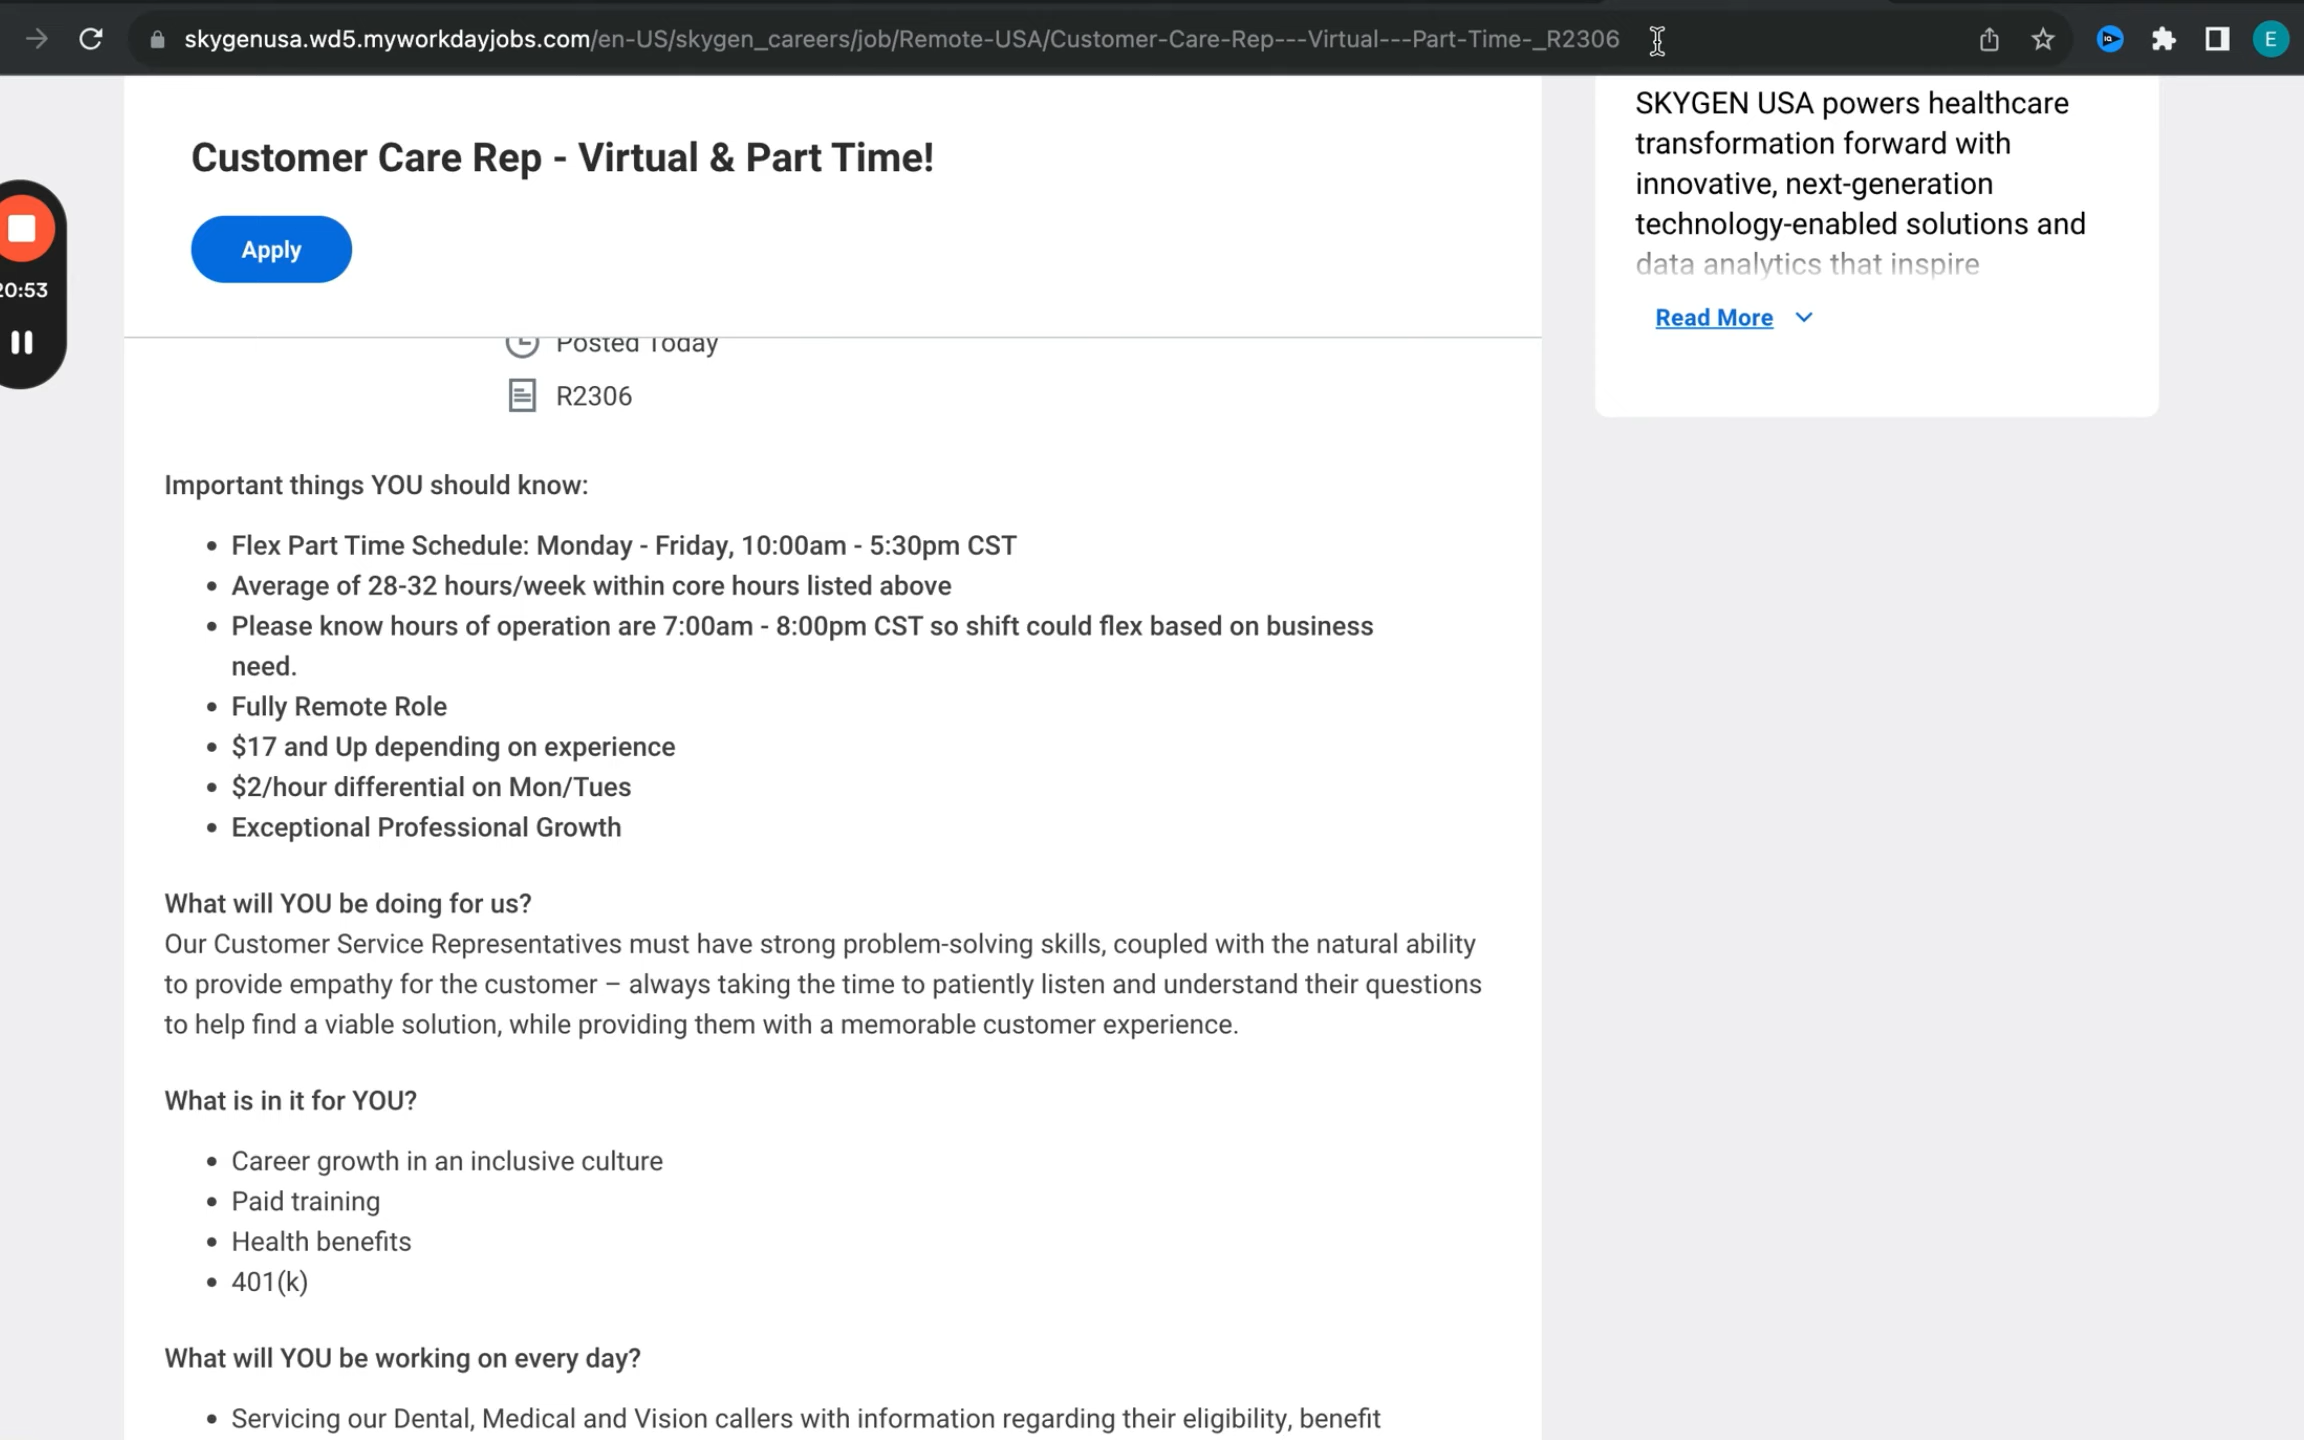 skygenusa.wd5.myworkdayjobs.com/en-US/skygen_careers/job/Remote-USA/Customer-Care-Rep---Virtual---Part-Time-_R2306
E
SKYGEN USA powers healthcare
transformation forward with
innovative, next-generation
technology-enabled solutions and
data analytics that inspire
Read More
Customer Care Rep - Virtual & Part Time!
Apply
20:53
Posted Today
R2306
Important things YOU should know:
• Flex Part Time Schedule: Monday - Friday, 10:00am - 5:30pm CST
• Average of 28-32 hours/week within core hours listed above
• Please know hours of operation are 7:00am - 8:00pm CST so shift could flex based on business
need.
• Fully Remote Role
• $17 and Up depending on experience
• $2/hour differential on Mon/Tues
• Exceptional Professional Growth
What will YOU be doing for us?
Our Customer Service Representatives must have strong problem-solving skills, coupled with the natural ability
to provide empathy for the customer – always taking the time to patiently listen and understand their questions
to help find a viable solution, while providing them with a memorable customer experience.
What is in it for YOU?
• Career growth in an inclusive culture
• Paid training
• Health benefits
• 401(k)
What will YOU be working on every day?
• Servicing our Dental, Medical and Vision callers with information regarding their eligibility, benefit